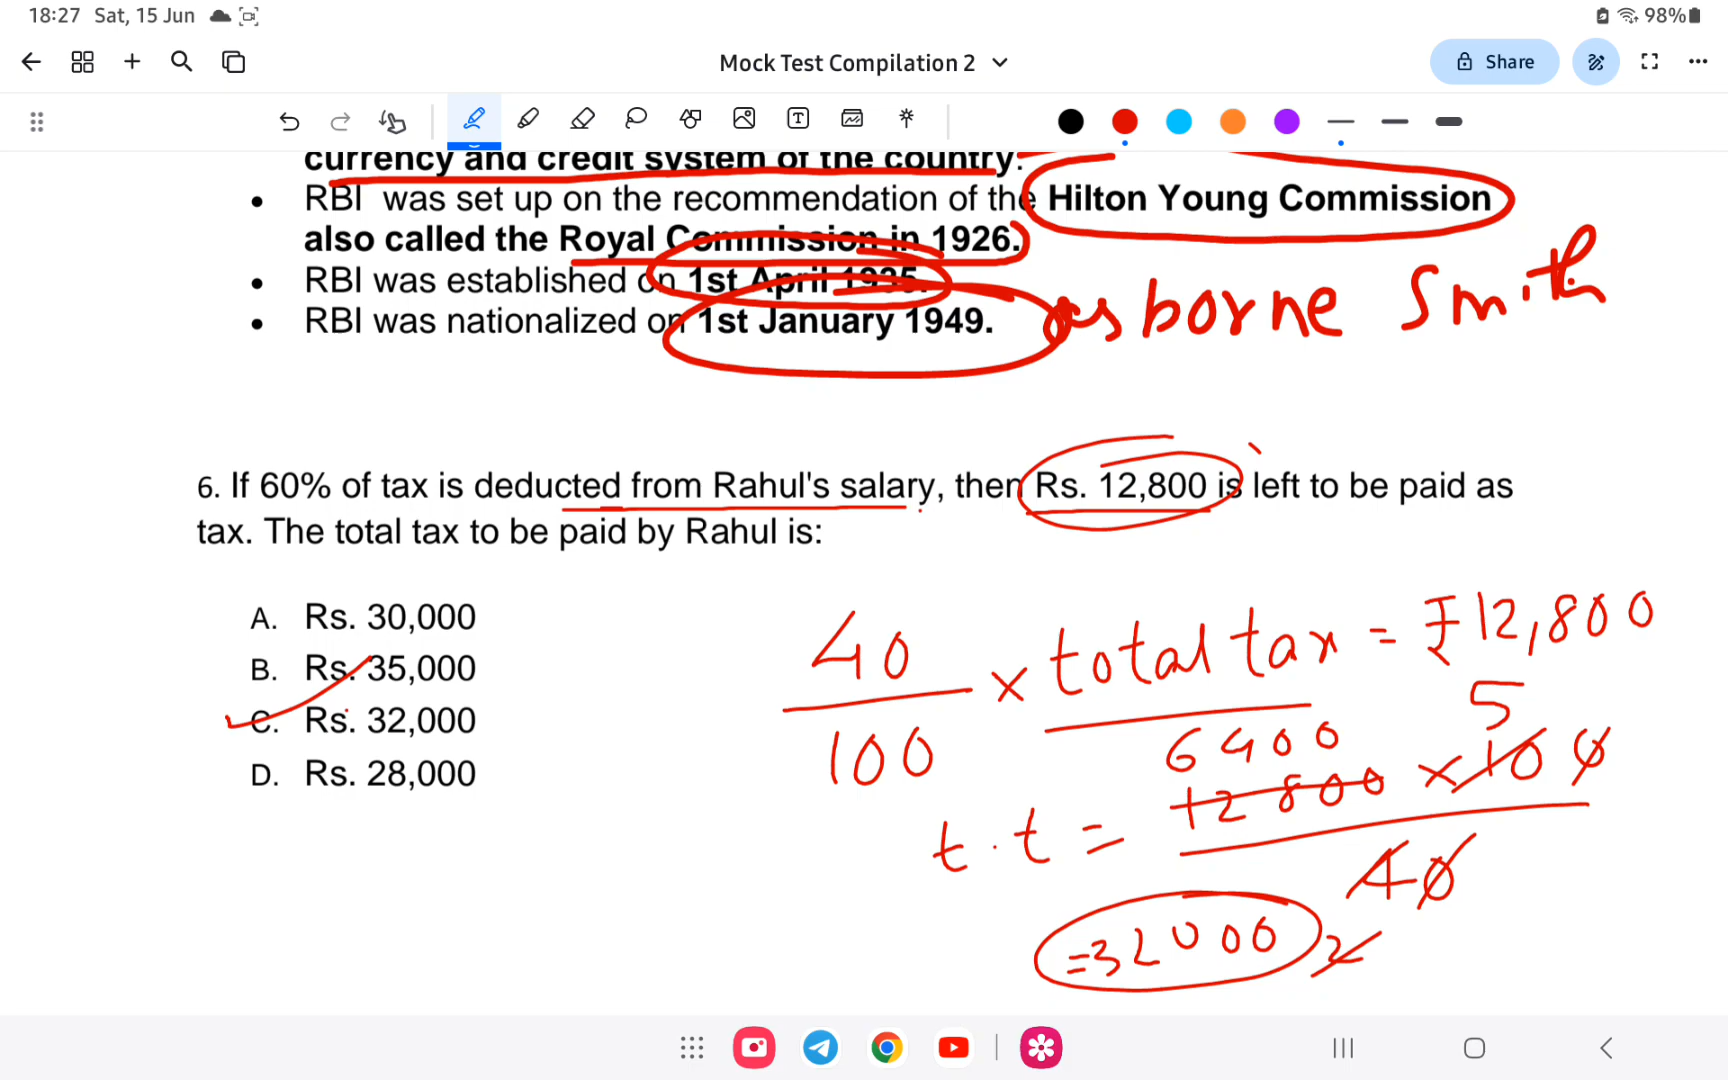 18:27 Sat, 15 Jun 98%
Mock Test Compilation 2
Share
currency and credit system of the country.
• RBI was set up on the recommendation of the Hilton Young Commission
also called the Royal Commission in 1926.
• RBI was established on 1st April 1935.
• RBI was nationalized on 1st January 1949.
osborne Smith
6. If 60% of tax is deducted from Rahul's salary, then Rs. 12,800 is left to be paid as
tax. The total tax to be paid by Rahul is:
A. Rs. 30,000
B. Rs. 35,000
C. Rs. 32,000
D. Rs. 28,000
40/100 × total tax = ₹12,800
6400 5
t.t = 12800 × 100
40
=32000 2